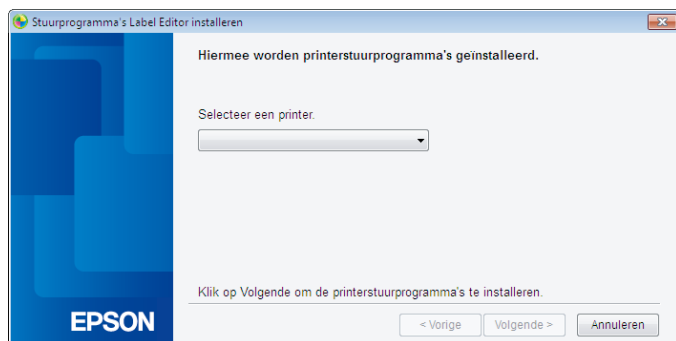 Stuurprogramma's Label Editor installeren
Hiermee worden printerstuurprogramma's geïnstalleerd.
Selecteer een printer.
Klik op Volgende om de printerstuurprogramma's te installeren.
EPSON
< Vorige
Volgende >
Annuleren